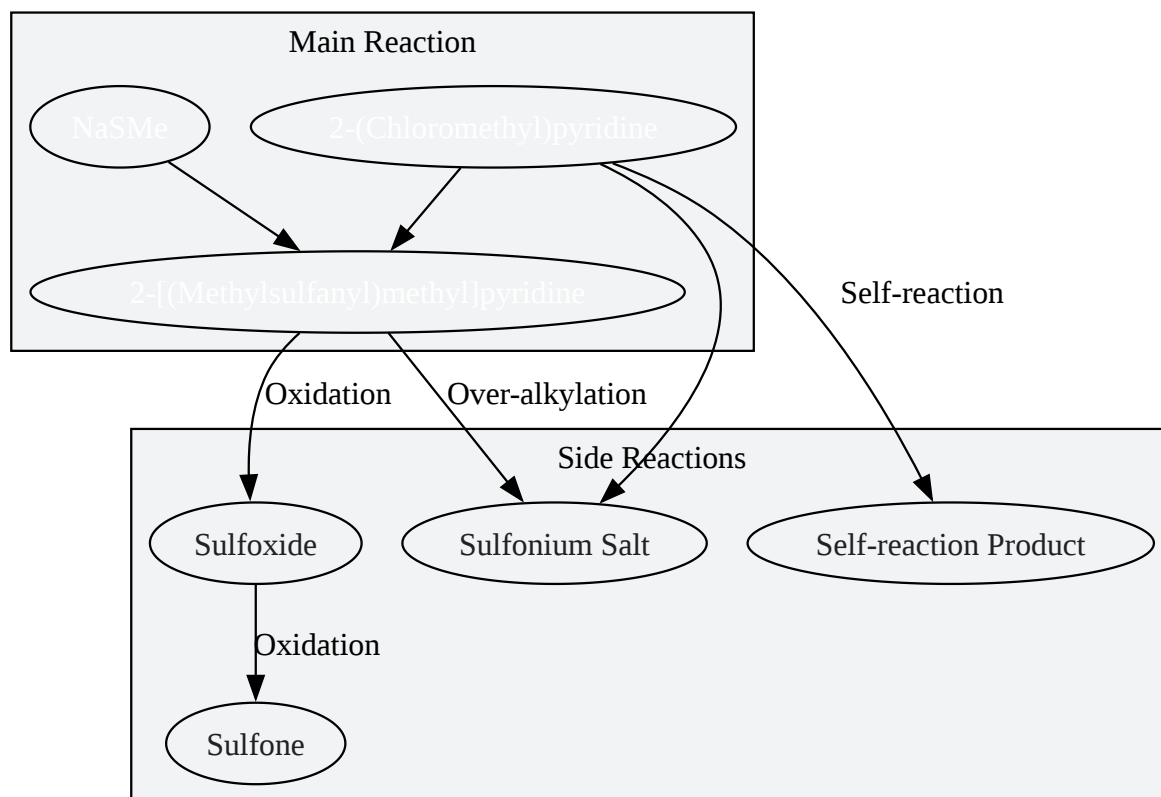 Main Reaction
NaSMe
2-(Chloromethyl)pyridine
2-[(Methylsulfanyl)methyl]pyridine
Self-reaction
Oxidation
Over-alkylation
Side Reactions
Sulfoxide
Sulfonium Salt
Self-reaction Product
Oxidation
Sulfone